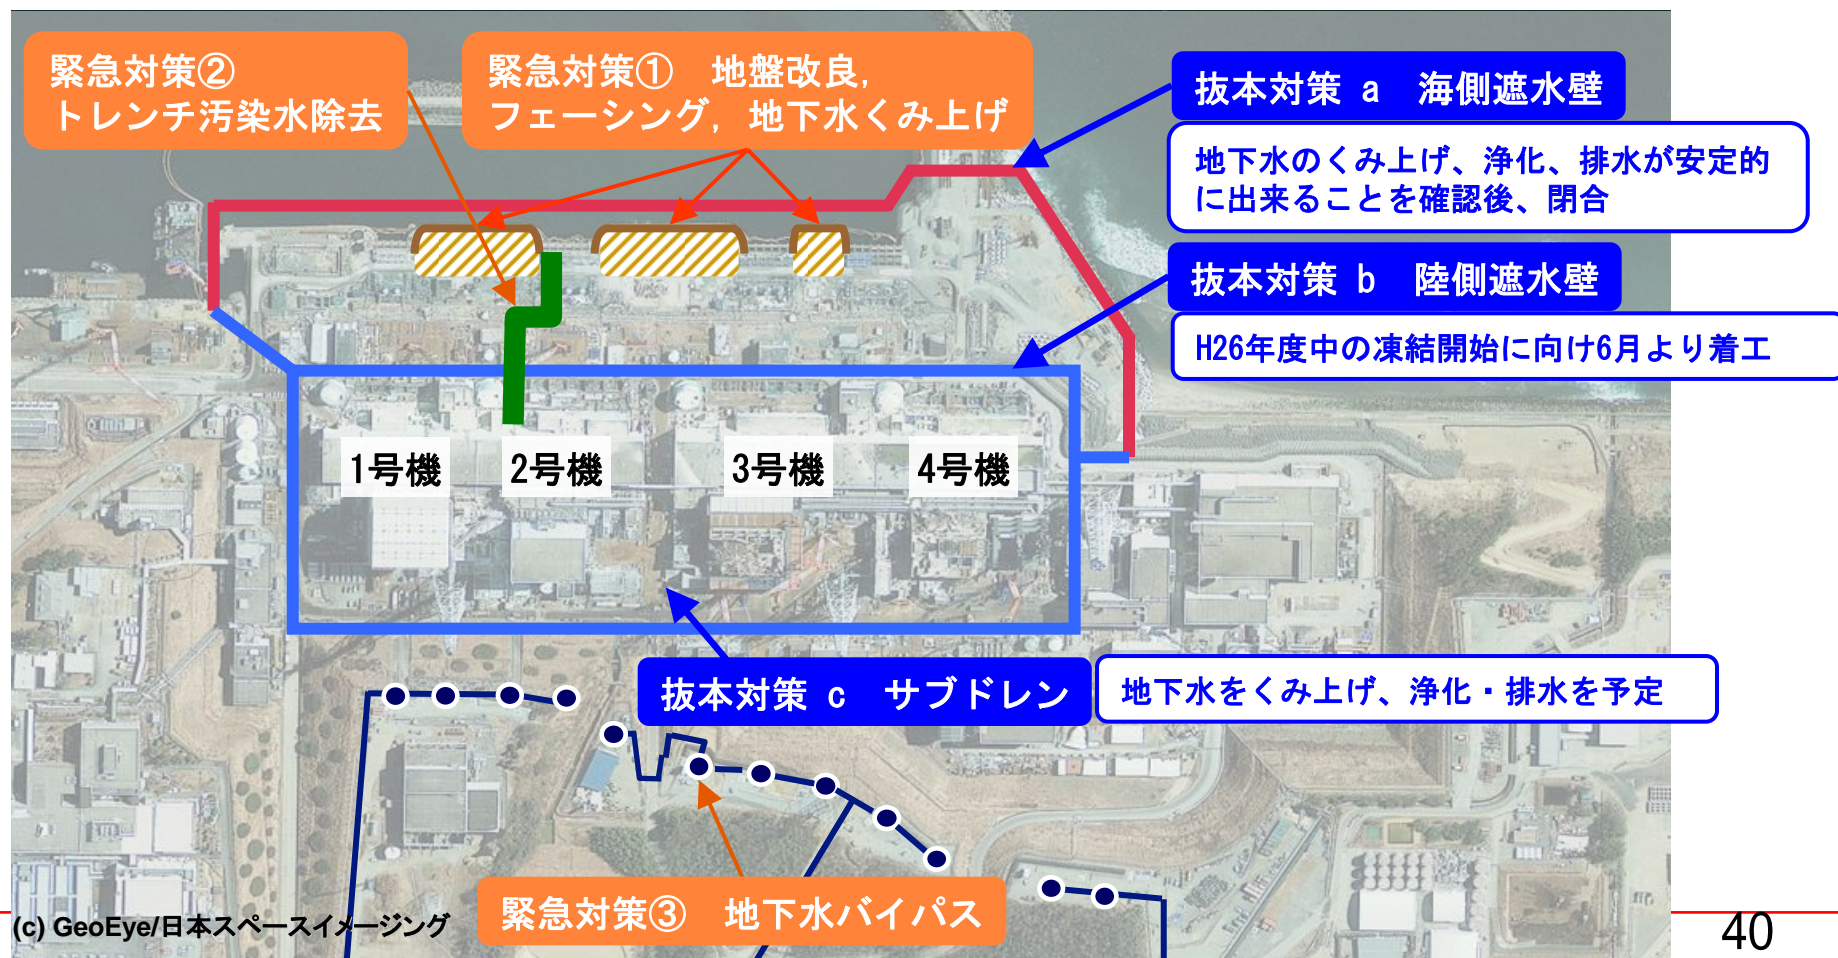 緊急対策②
トレンチ汚染水除去
緊急対策①　地盤改良,
フェーシング, 地下水くみ上げ
抜本対策 a　海側遮水壁
地下水のくみ上げ、浄化、排水が安定的
に出来ることを確認後、閉合
抜本対策 b　陸側遮水壁
H26年度中の凍結開始に向け6月より着工
1号機
2号機
3号機
4号機
抜本対策 c　サブドレン
地下水をくみ上げ、浄化・排水を予定
緊急対策③　地下水バイパス
(c) GeoEye/日本スペースイメージング
40